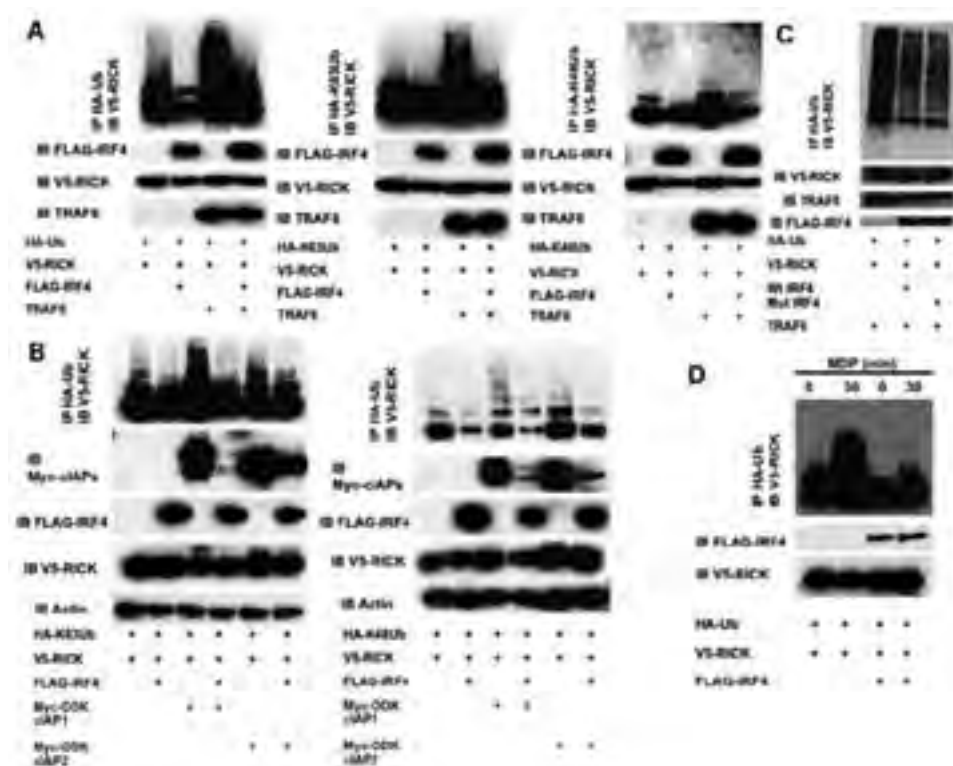 A
IP HA-Ub
IB V5-RICK
IB FLAG-IRF4
IB V5-RICK
IB TRAF6
HA-Ub + + + +
V5-RICK + + + +
FLAG-IRF4 + +
TRAF6 + +
IP HA-K63Ub
IB V5-RICK
IB FLAG-IRF4
IB V5-RICK
IB TRAF6
HA-K63Ub + + + +
V5-RICK + + + +
FLAG-IRF4 + +
TRAF6 + +
IP HA-K48Ub
IB V5-RICK
IB FLAG-IRF4
IB V5-RICK
IB TRAF6
HA-K48Ub + + + +
V5-RICK + + + +
FLAG-IRF4 + +
TRAF6 + +
C
IP HA-Ub
IB V5-RICK
IB V5-RICK
IB TRAF6
IB FLAG-IRF4
HA-Ub + + +
V5-RICK + + +
Wt IRF4 +
Mut IRF4 +
TRAF6 + + +
B
IP HA-Ub
IB V5-RICK
IB
Myc-cIAPs
IB FLAG-IRF4
IB V5-RICK
IB Actin
HA-K63Ub + + + + + +
V5-RICK + + + + + +
FLAG-IRF4 + + +
Myc-DDK + +
cIAP1
Myc-DDK + +
cIAP2
IP HA-Ub
IB V5-RICK
IB
Myc-cIAPs
IB FLAG-IRF4
IB V5-RICK
IB Actin
HA-K48Ub + + + + + +
V5-RICK + + + + + +
FLAG-IRF4 + + +
Myc-DDK + +
cIAP1
Myc-DDK + +
cIAP2
D
MDP (min)
0 30 0 30
IP HA-Ub
IB V5-RICK
IB FLAG-IRF4
IB V5-RICK
HA-Ub + + + +
V5-RICK + + + +
FLAG-IRF4 + +